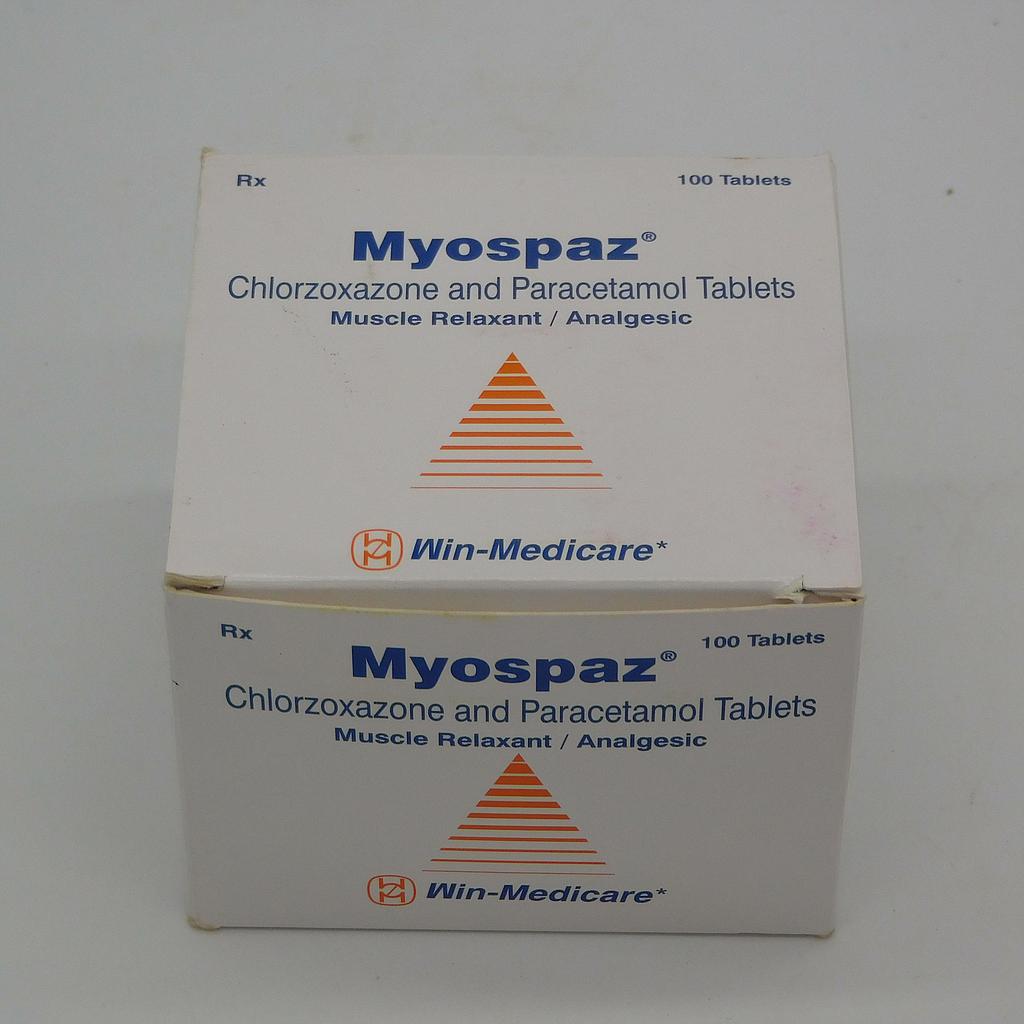 Rx
100 Tablets
Myospaz®
Chlorzoxazone and Paracetamol Tablets
Muscle Relaxant / Analgesic
Win-Medicare*
Rx
100 Tablets
Myospaz®
Chlorzoxazone and Paracetamol Tablets
Muscle Relaxant / Analgesic
Win-Medicare*